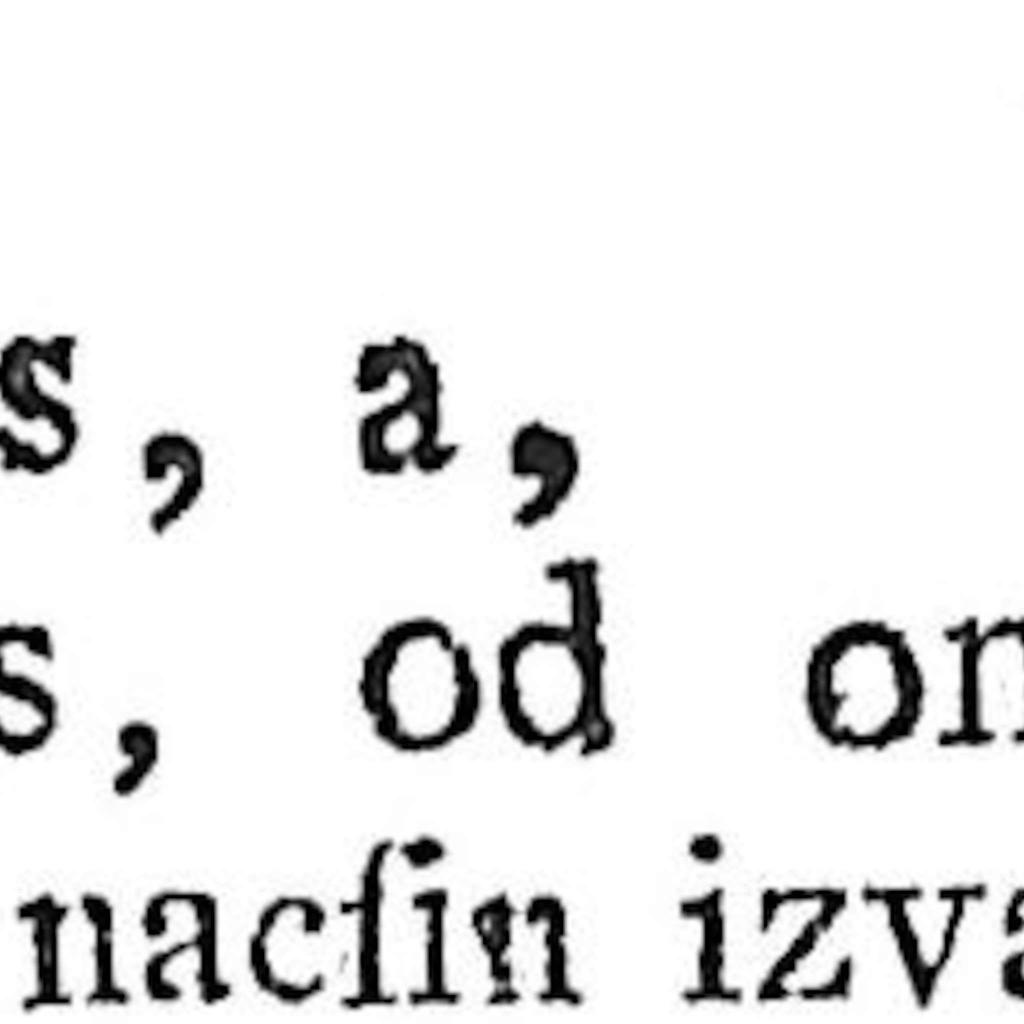 s, a,
s, od on
nacſin izva